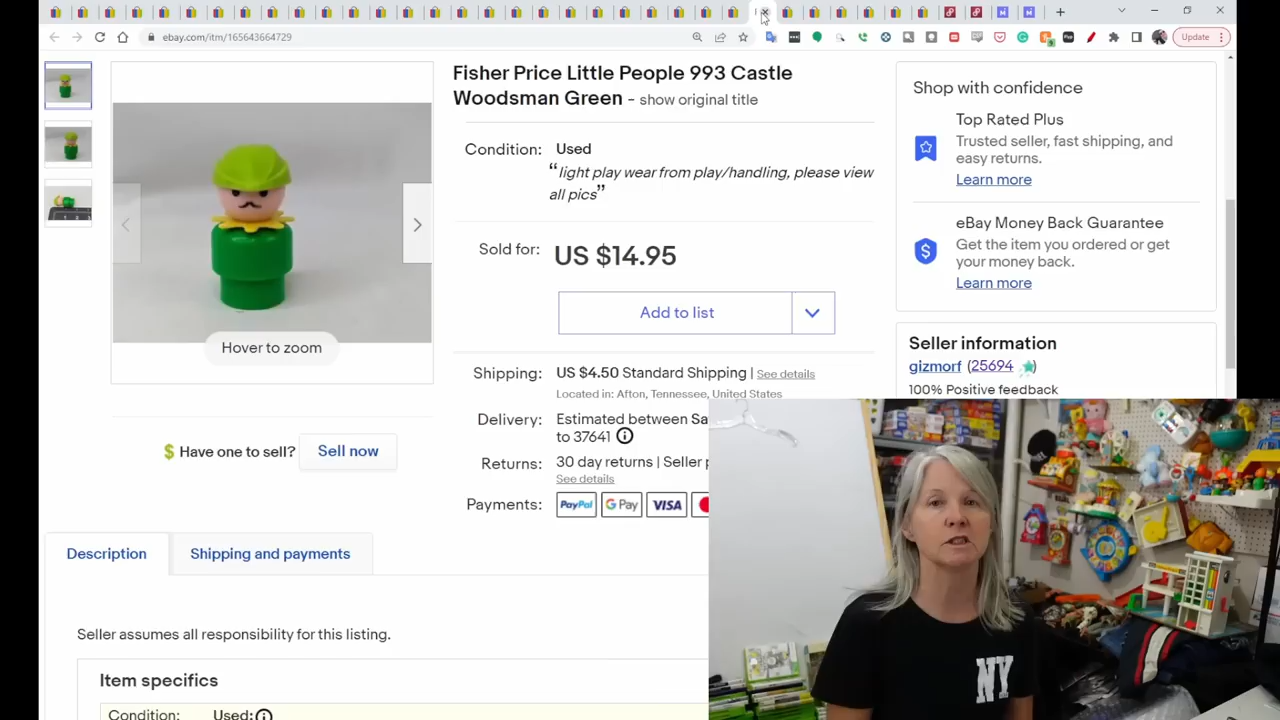 ebay.com/itm/165643664729
Update
Fisher Price Little People 993 Castle
Woodsman Green - show original title
Condition: Used
"light play wear from play/handling, please view
all pics"
Sold for: US $14.95
Add to list
Shipping: US $4.50 Standard Shipping | See details
Located in: Afton, Tennessee, United States
Delivery: Estimated between Sa
to 37641
Returns: 30 day returns | Seller p
See details
Payments: PayPal G Pay VISA
Hover to zoom
$ Have one to sell? Sell now
Shop with confidence
Top Rated Plus
Trusted seller, fast shipping, and
easy returns.
Learn more
eBay Money Back Guarantee
Get the item you ordered or get
your money back.
Learn more
Seller information
gizmorf (25694)
100% Positive feedback
Description
Shipping and payments
Seller assumes all responsibility for this listing.
Item specifics
Condition: Used:
NY